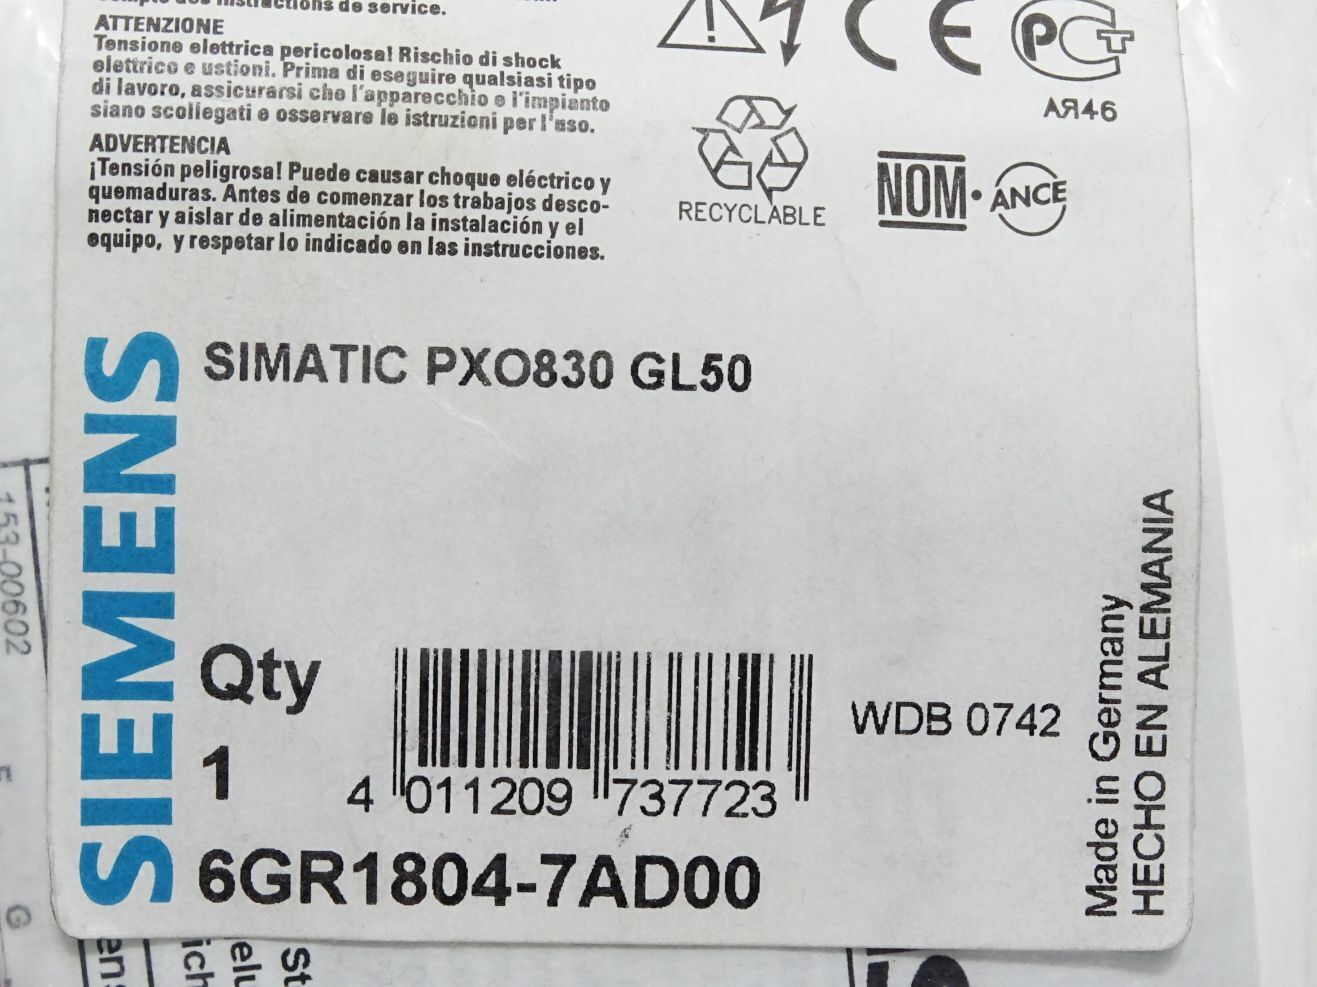 instructions de service.
ATTENZIONE
Tensione elettrica pericolosa! Rischio di shock
elettrico e ustioni. Prima di eseguire qualsiasi tipo
di lavoro, assicurarsi che l'apparecchio e l'impianto
siano scollegati e osservare le istruzioni per l'uso.
ADVERTENCIA
¡Tensión peligrosa! Puede causar choque eléctrico y
quemaduras. Antes de comenzar los trabajos desco-
nectar y aislar de alimentación la instalación y el
equipo, y respetar lo indicado en las instrucciones.
CE
PCT
AЯ46
RECYCLABLE
NOM · ANCE
SIEMENS
SIMATIC PXO830 GL50
Qty
1
4 011209 737723
WDB 0742
6GR1804-7AD00
Made in Germany
HECHO EN ALEMANIA
153-00602
G